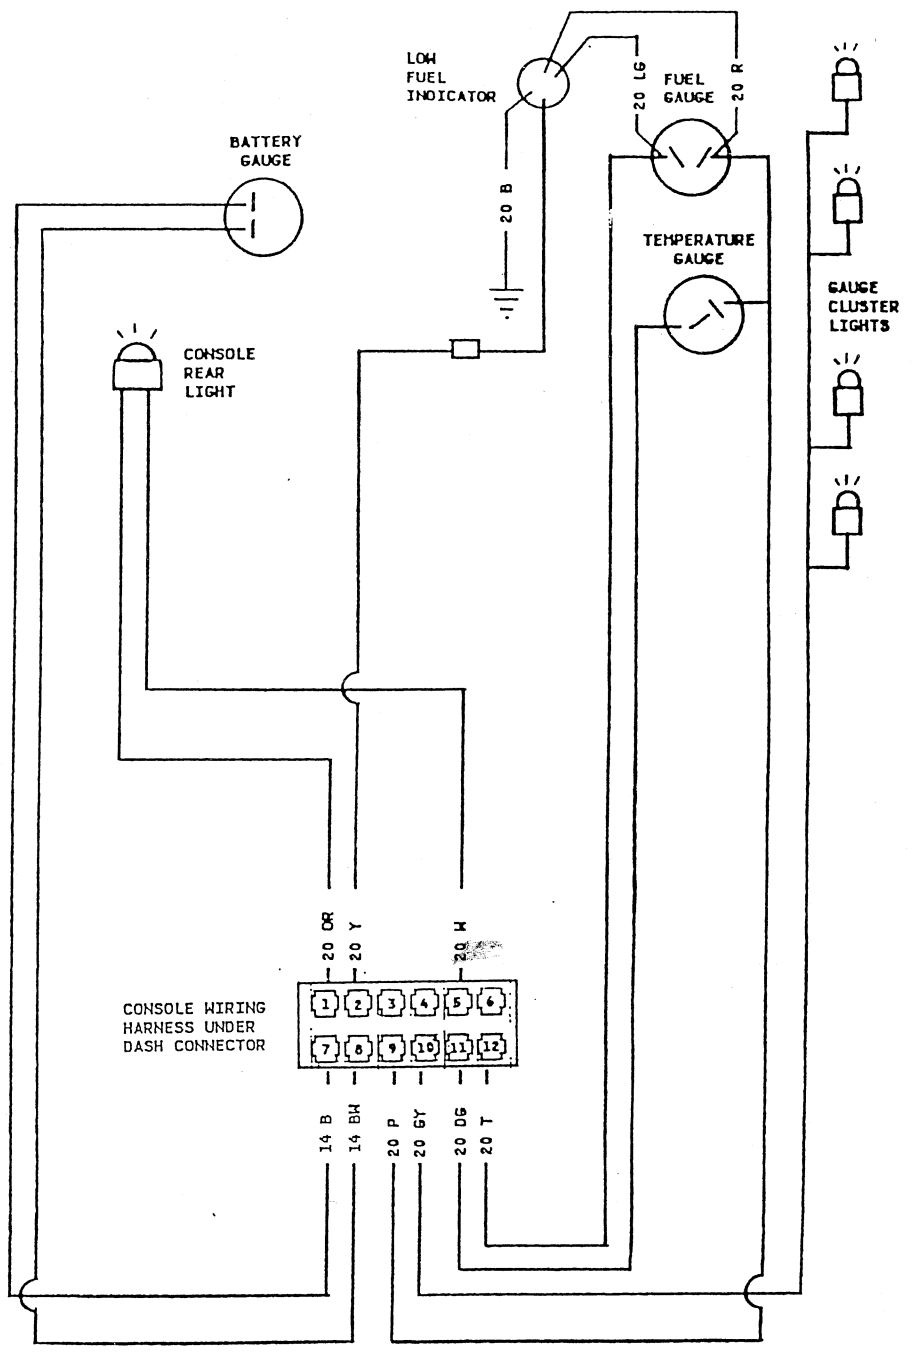 LOW
FUEL
INDICATOR
20 LG
FUEL
GAUGE
20 R
BATTERY
GAUGE
20 B
TEMPERATURE
GAUGE
GAUGE
CLUSTER
LIGHTS
CONSOLE
REAR
LIGHT
20 OR
20 Y
20 W
CONSOLE WIRING
HARNESS UNDER
DASH CONNECTOR
1 2 3 4 5 6
7 8 9 10 11 12
14 B
14 BW
20 P
20 GY
20 DG
20 T